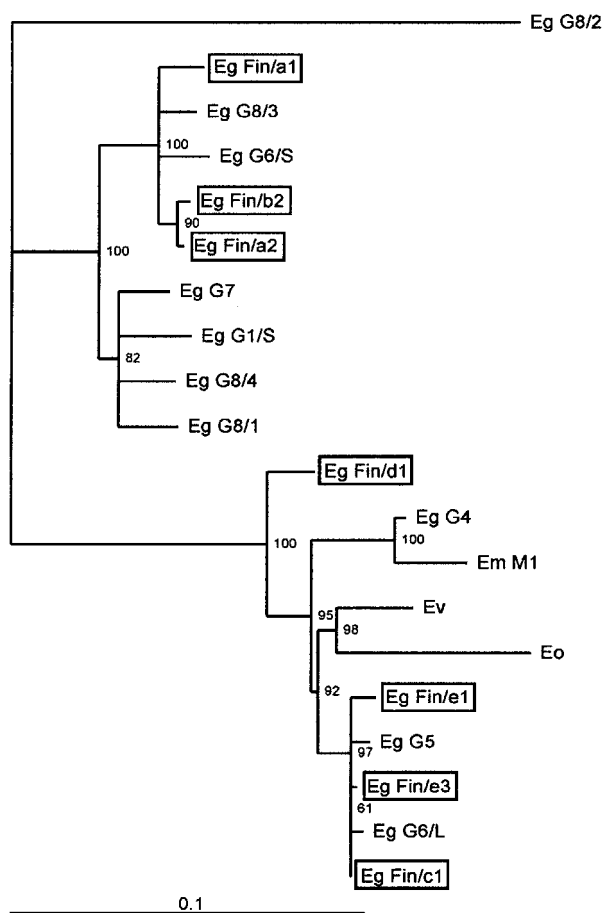 Eg G8/2
Eg Fin/a1
Eg G8/3
100
Eg G6/S
Eg Fin/b2
90
Eg Fin/a2
100
Eg G7
Eg G1/S
82
Eg G8/4
Eg G8/1
Eg Fin/d1
Eg G4
100
100
Em M1
Ev
95
98
Eo
92
Eg Fin/e1
Eg G5
97
Eg Fin/e3
61
Eg G6/L
Eg Fin/c1
0.1